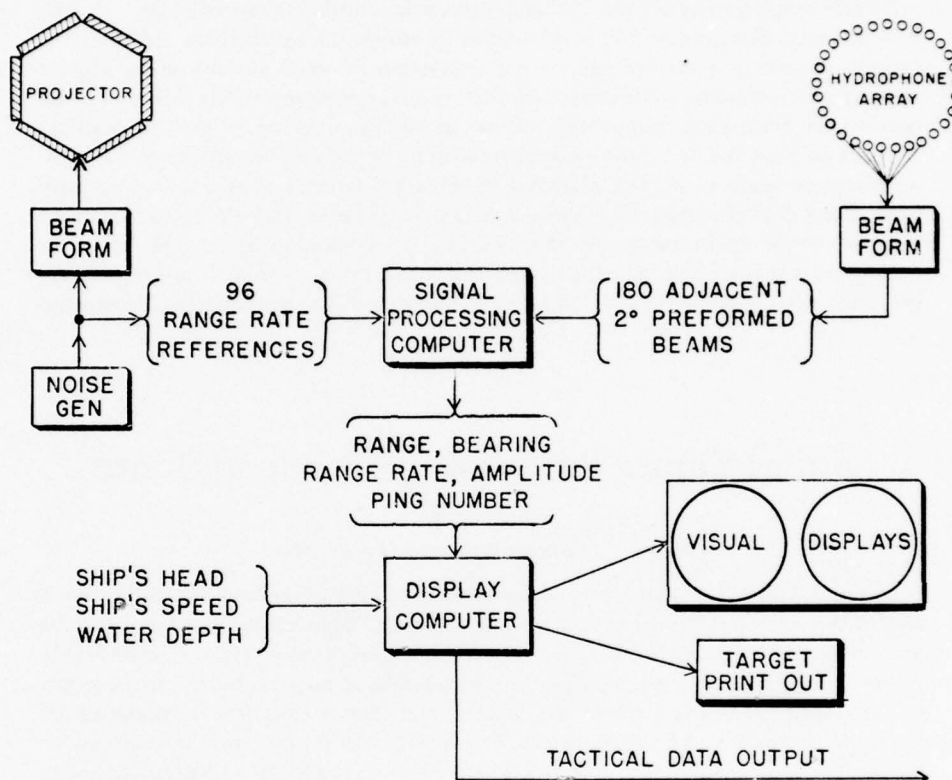 PROJECTOR
HYDROPHONE
ARRAY
BEAM
FORM
BEAM
FORM
96
RANGE RATE
REFERENCES
SIGNAL
PROCESSING
COMPUTER
180 ADJACENT
2° PREFORMED
BEAMS
NOISE
GEN
RANGE, BEARING
RANGE RATE, AMPLITUDE
PING NUMBER
VISUAL
DISPLAYS
SHIP'S HEAD
SHIP'S SPEED
WATER DEPTH
DISPLAY
COMPUTER
TARGET
PRINT OUT
TACTICAL DATA OUTPUT